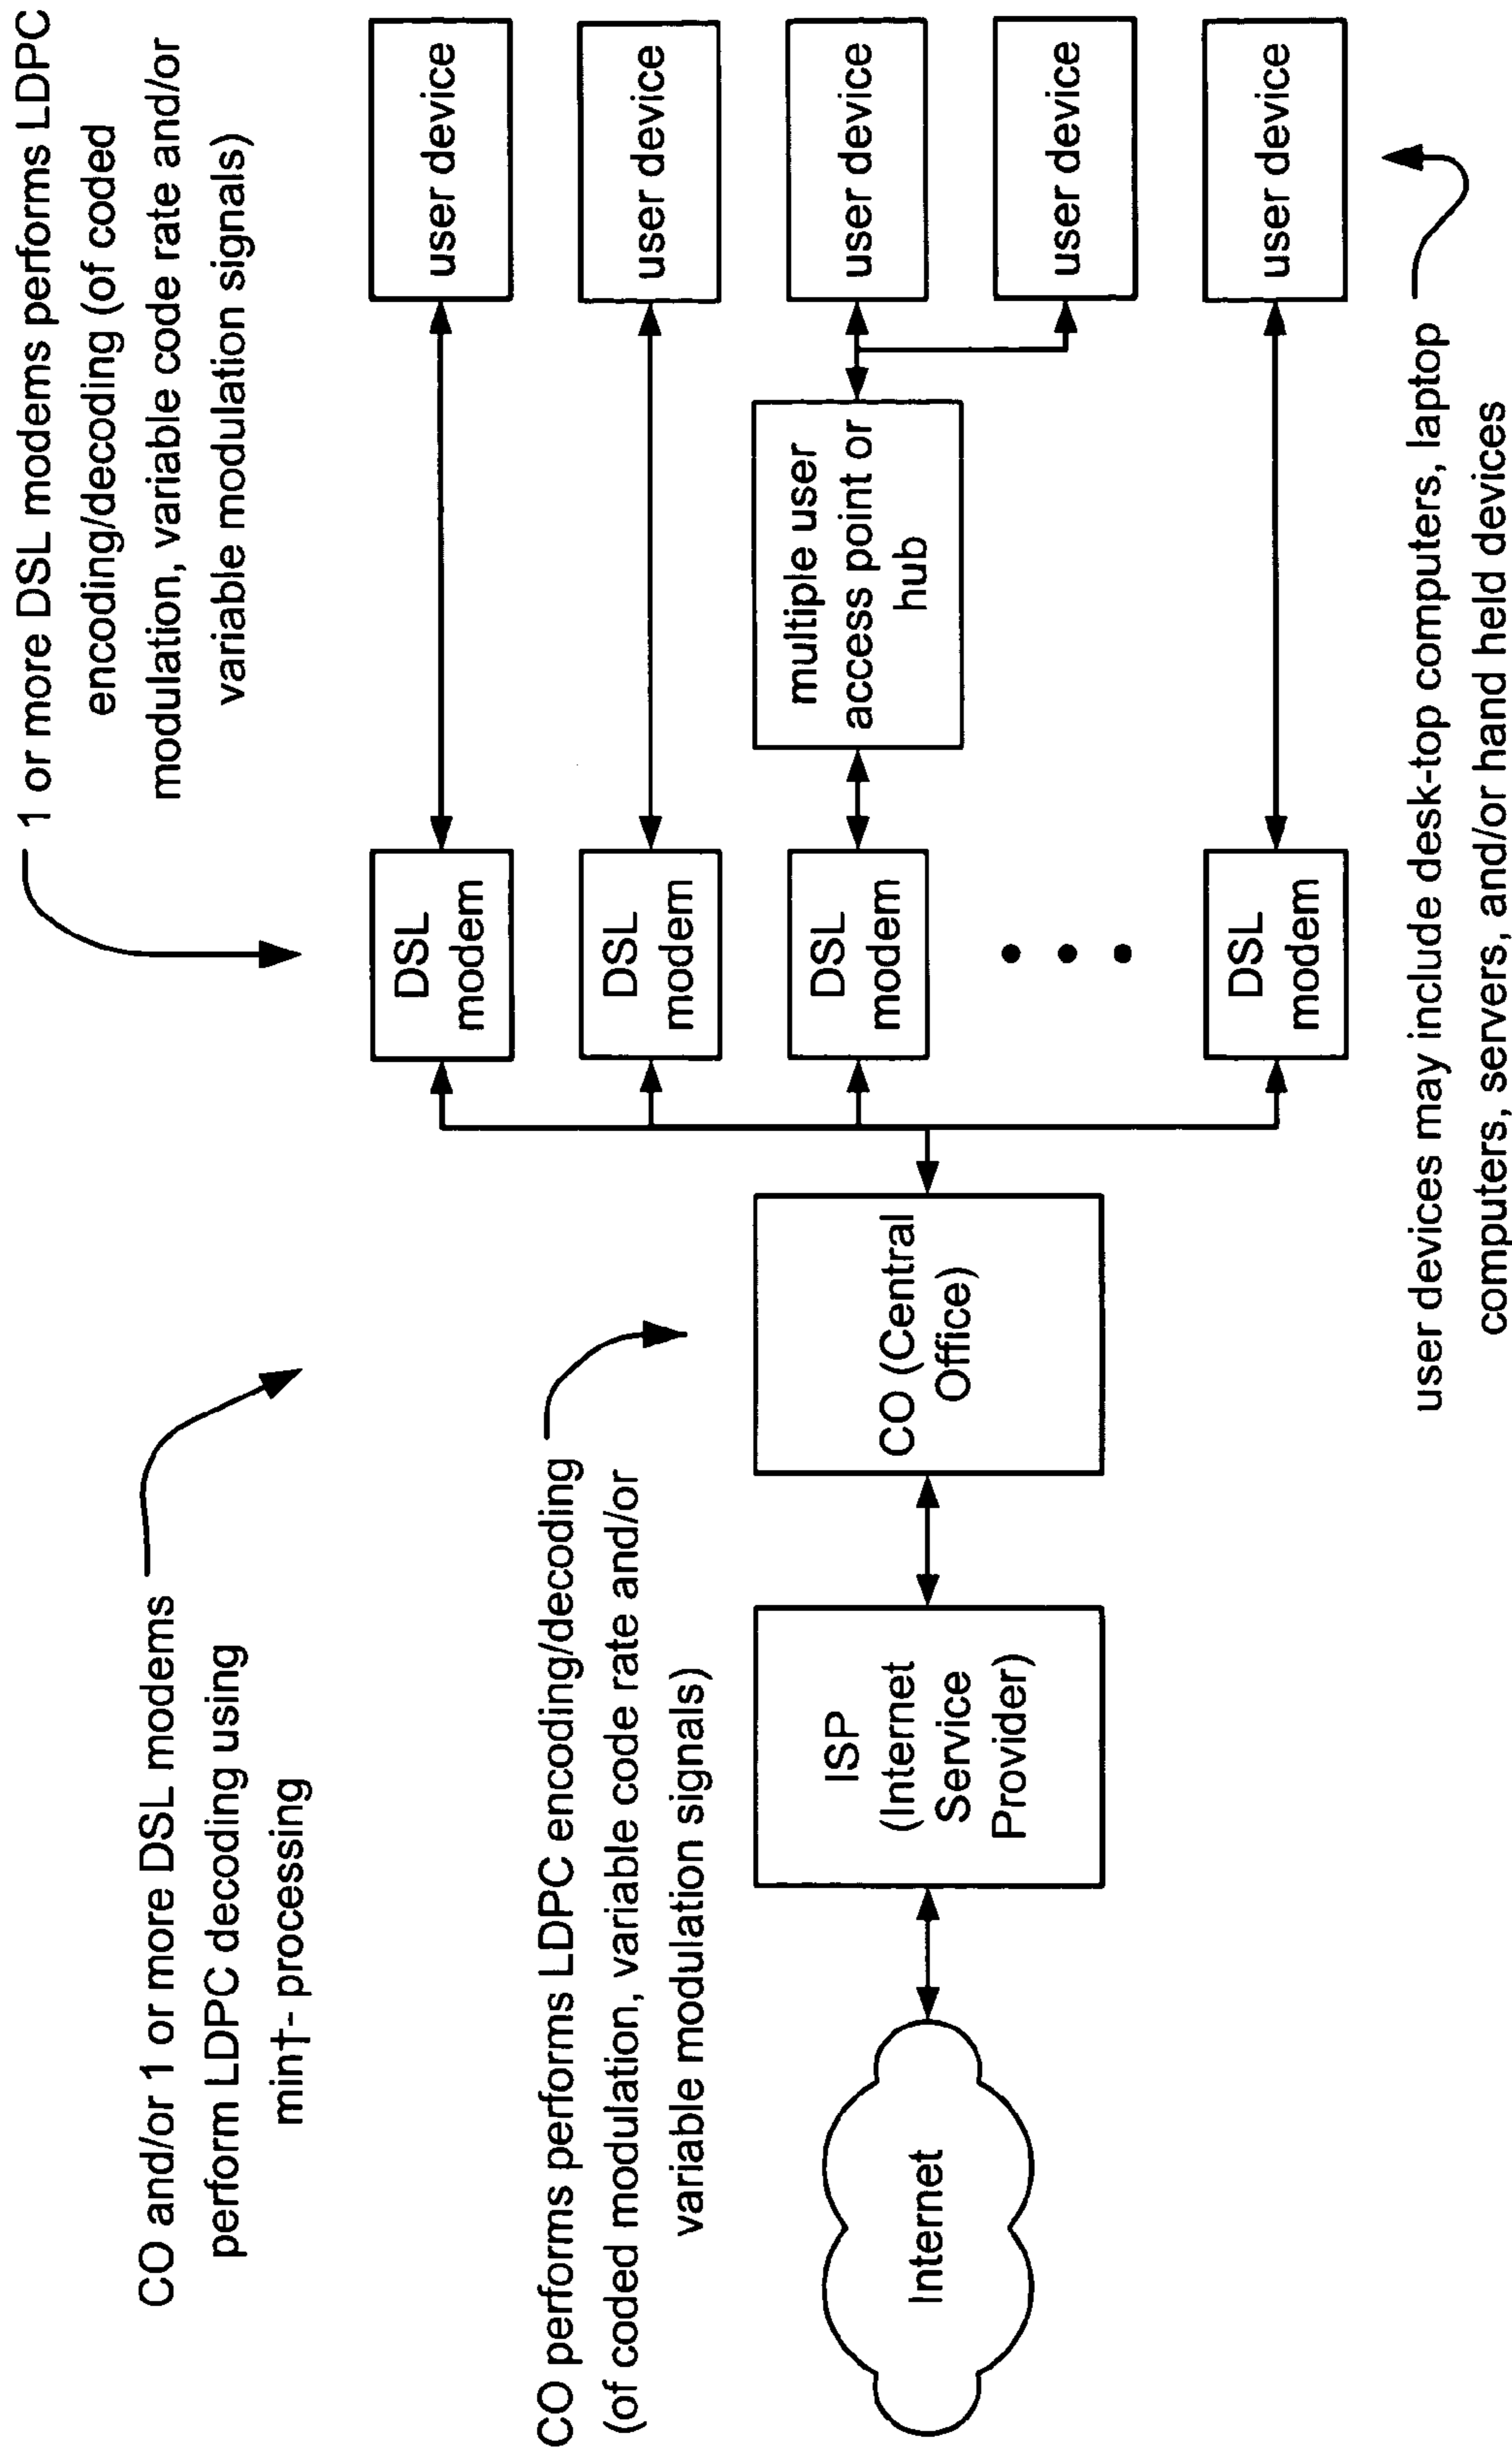 1 or more DSL modems performs LDPC
encoding/decoding (of coded
modulation, variable code rate and/or
variable modulation signals)
CO and/or 1 or more DSL modems
perform LDPC decoding using
min†- processing
CO performs performs LDPC encoding/decoding
(of coded modulation, variable code rate and/or
variable modulation signals)
Internet
ISP
(Internet
Service
Provider)
CO (Central
Office)
DSL
modem
user device
DSL
modem
user device
DSL
modem
multiple user
access point or
hub
user device
user device
DSL
modem
user device
user devices may include desk-top computers, laptop
computers, servers, and/or hand held devices